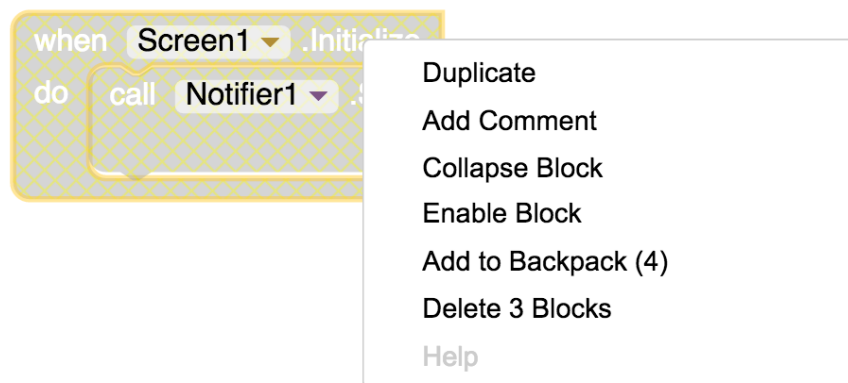 when Screen1 .Initialize
do call Notifier1
Duplicate
Add Comment
Collapse Block
Enable Block
Add to Backpack (4)
Delete 3 Blocks
Help